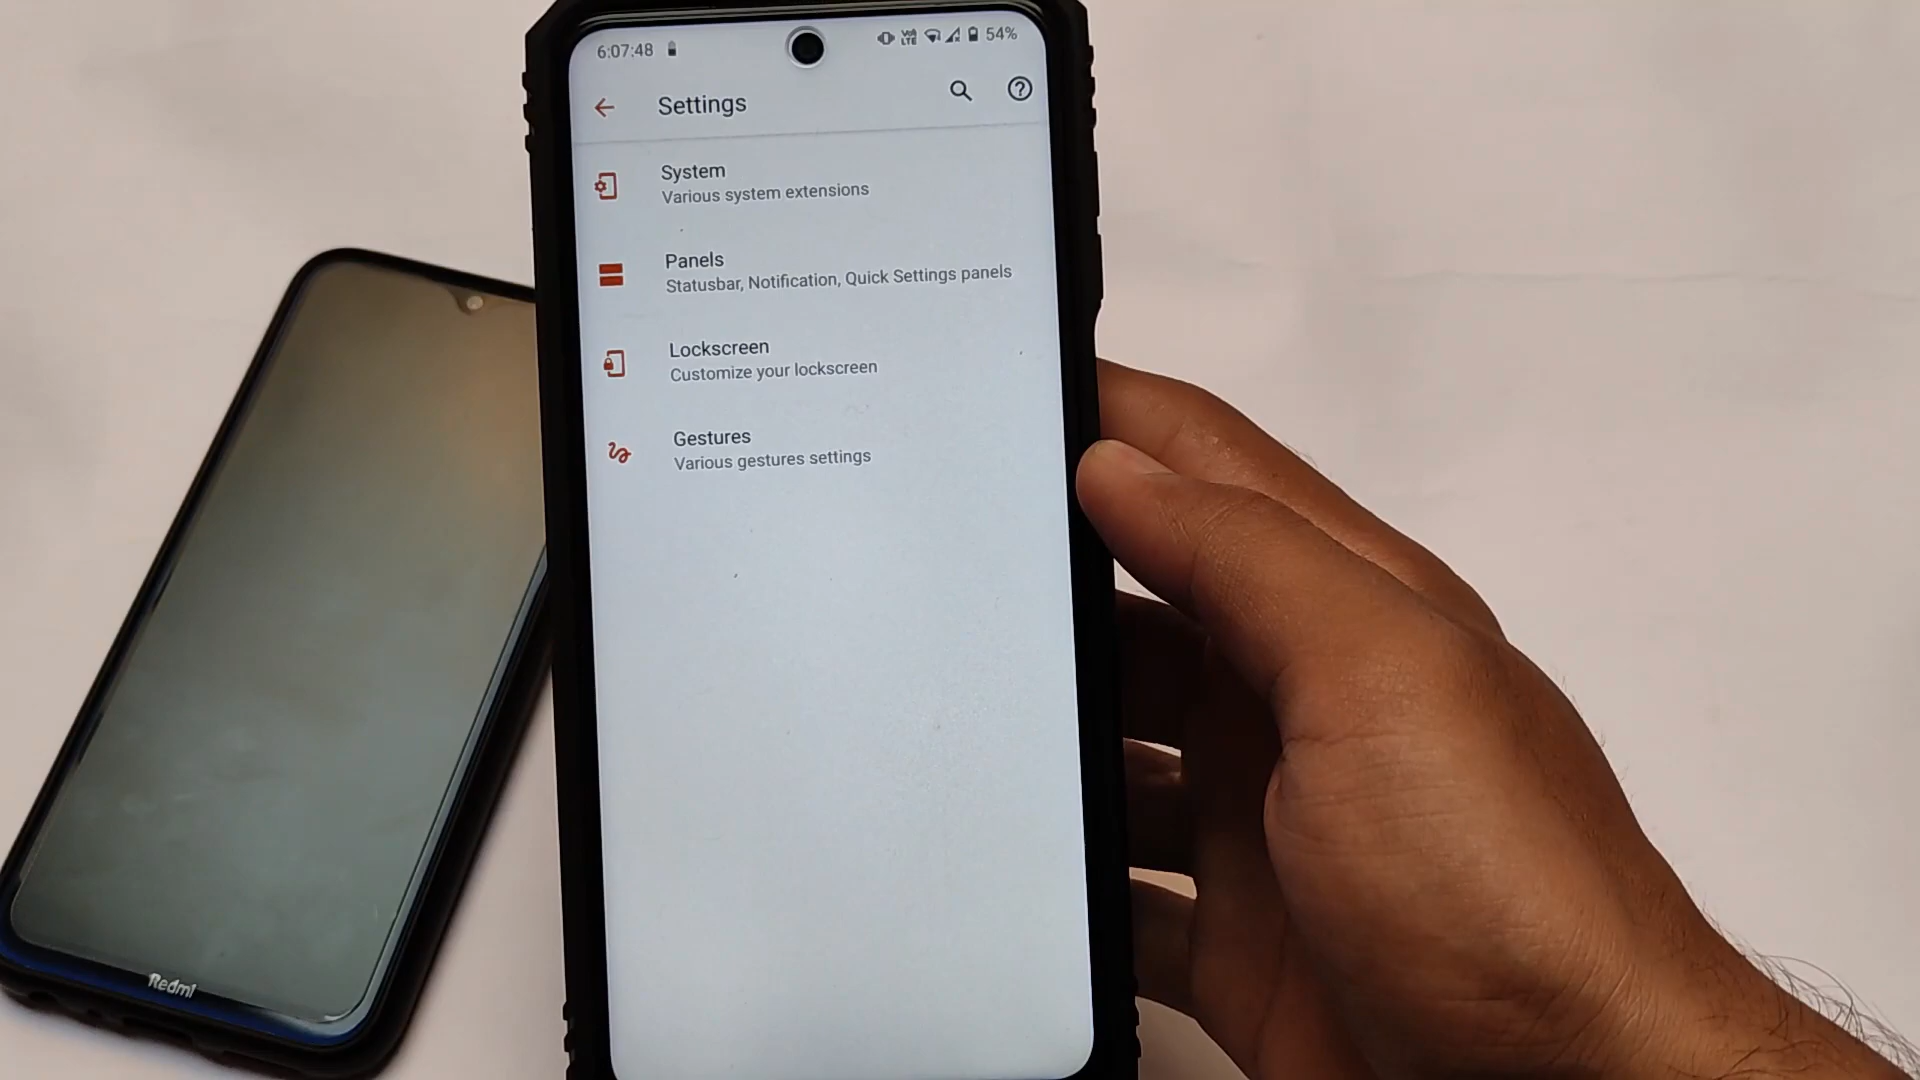 6:07:48
54%
Settings
System
Various system extensions
Panels
Statusbar, Notification, Quick Settings panels
Lockscreen
Customize your lockscreen
Gestures
Various gestures settings
Redmi